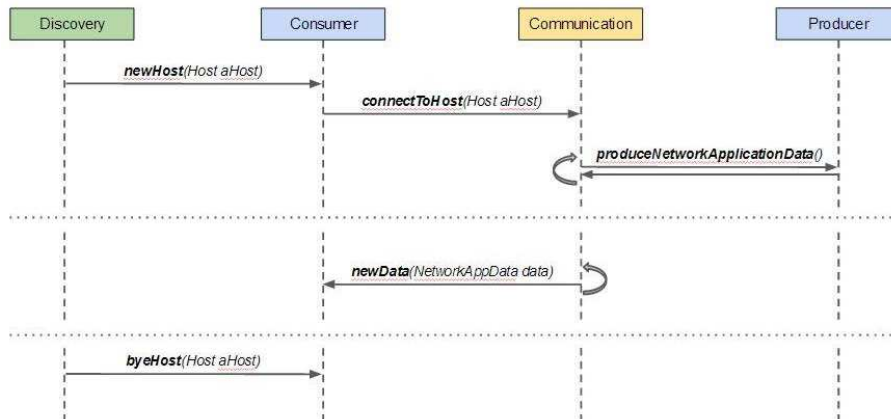 Discovery
Consumer
Communication
Producer
newHost(Host aHost)
connectToHost(Host aHost)
produceNetworkApplicationData()
newData(NetworkAppData data)
byeHost(Host aHost)